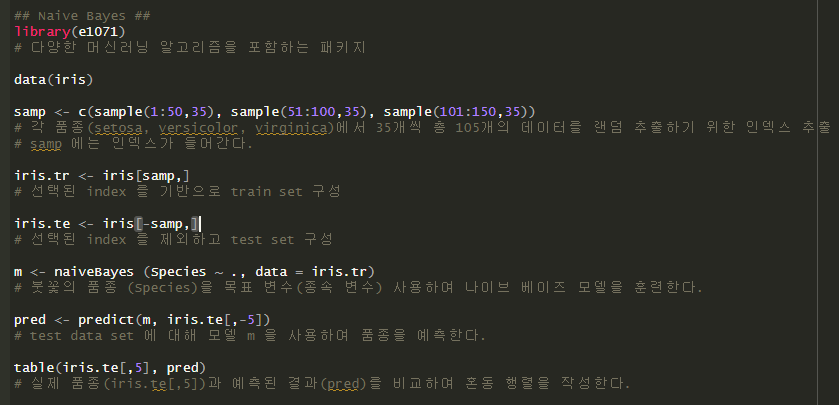 ## Naive Bayes ##
library(e1071)
# 다양한 머신러닝 알고리즘을 포함하는 패키지
data(iris)
samp <- c(sample(1:50,35), sample(51:100,35), sample(101:150,35))
# 각 품종(setosa, versicolor, virginica)에서 35개씩 총 105개의 데이터를 랜덤 추출하기 위한 인덱스 추출
# samp 에는 인덱스가 들어간다.
iris.tr <- iris[samp,]
# 선택된 index 를 기반으로 train set 구성
iris.te <- iris[-samp,]
# 선택된 index 를 제외하고 test set 구성
m <- naiveBayes (Species ~ ., data = iris.tr)
# 붓꽃의 품종 (Species)을 목표 변수(종속 변수) 사용하여 나이브 베이즈 모델을 훈련한다.
pred <- predict(m, iris.te[,-5])
# test data set 에 대해 모델 m 을 사용하여 품종을 예측한다.
table(iris.te[,5], pred)
# 실제 품종(iris.te[,5])과 예측된 결과(pred)를 비교하여 혼동 행렬을 작성한다.